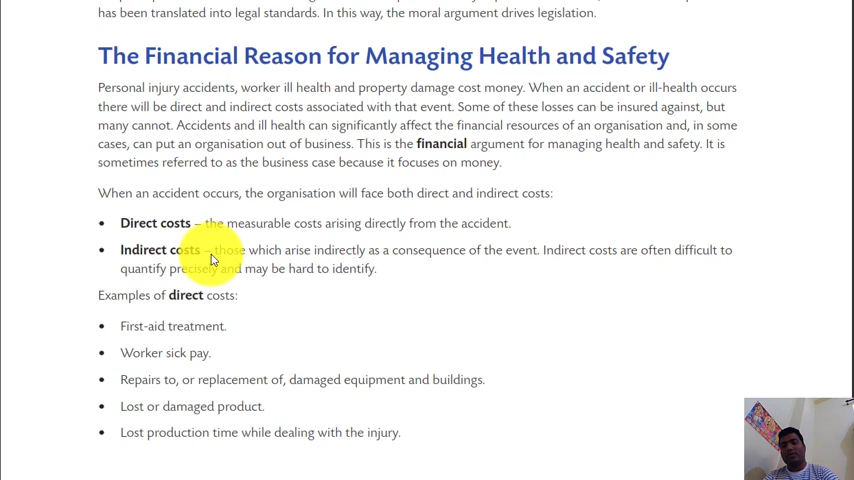 has been translated into legal standards. In this way, the moral argument drives legislation.
The Financial Reason for Managing Health and Safety
Personal injury accidents, worker ill health and property damage cost money. When an accident or ill-health occurs
there will be direct and indirect costs associated with that event. Some of these losses can be insured against, but
many cannot. Accidents and ill health can significantly affect the financial resources of an organisation and, in some
cases, can put an organisation out of business. This is the financial argument for managing health and safety. It is
sometimes referred to as the business case because it focuses on money.
When an accident occurs, the organisation will face both direct and indirect costs:
• Direct costs – the measurable costs arising directly from the accident.
• Indirect costs – those which arise indirectly as a consequence of the event. Indirect costs are often difficult to
quantify precisely and may be hard to identify.
Examples of direct costs:
• First-aid treatment.
• Worker sick pay.
• Repairs to, or replacement of, damaged equipment and buildings.
• Lost or damaged product.
• Lost production time while dealing with the injury.